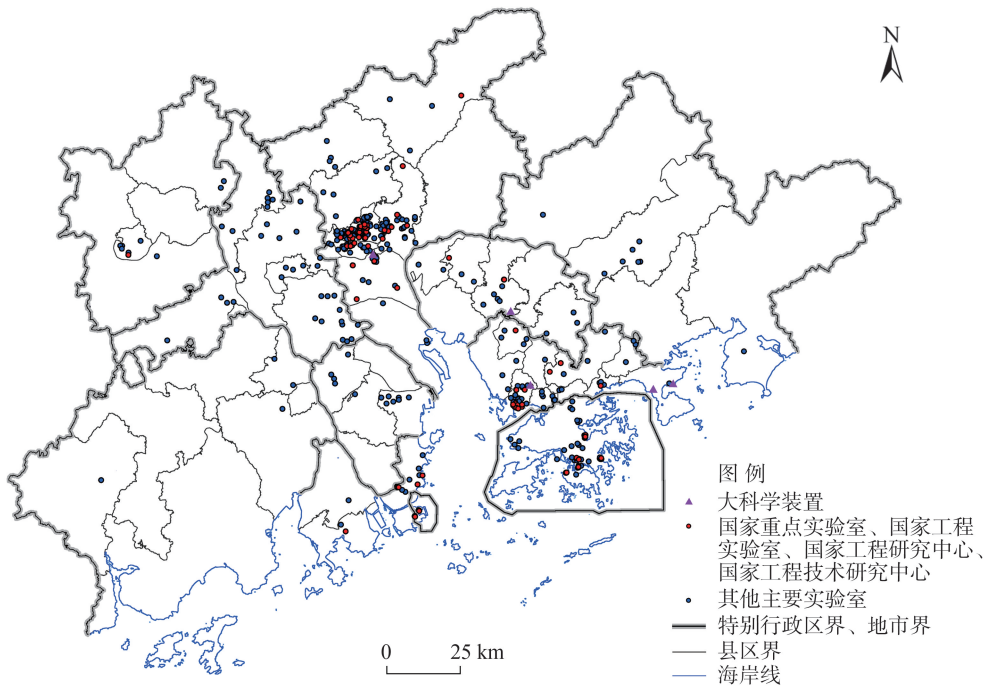 N
图 例
大科学装置
国家重点实验室、国家工程
实验室、国家工程研究中心、
国家工程技术研究中心
其他主要实验室
特别行政区界、地市界
县区界
海岸线
0 25 km